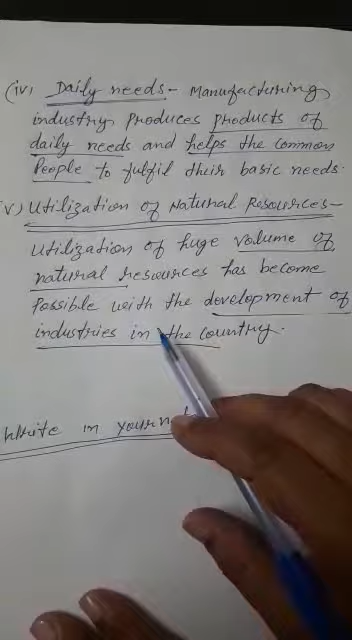 (iv) Daily needs - Manufacturing
industry produces products of
daily needs and helps the common
People to fulfil their basic needs.
v) Utilization of Natural Resources -
Utilization of huge volume of
natural resources has become
possible with the development of
industries in the country.
Write in your